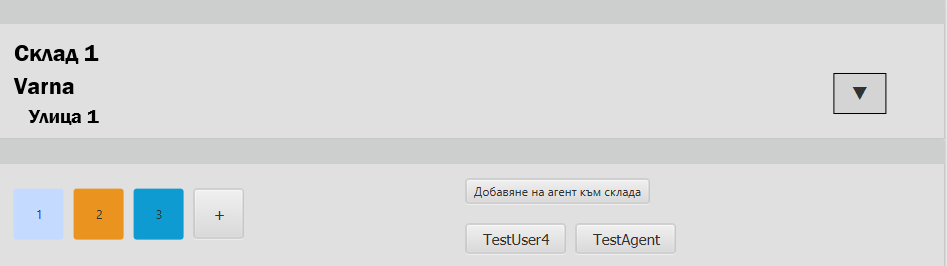 Склад 1
Varna
Улица 1
▼
1 2 3 +
Добавяне на агент към склада
TestUser4 TestAgent